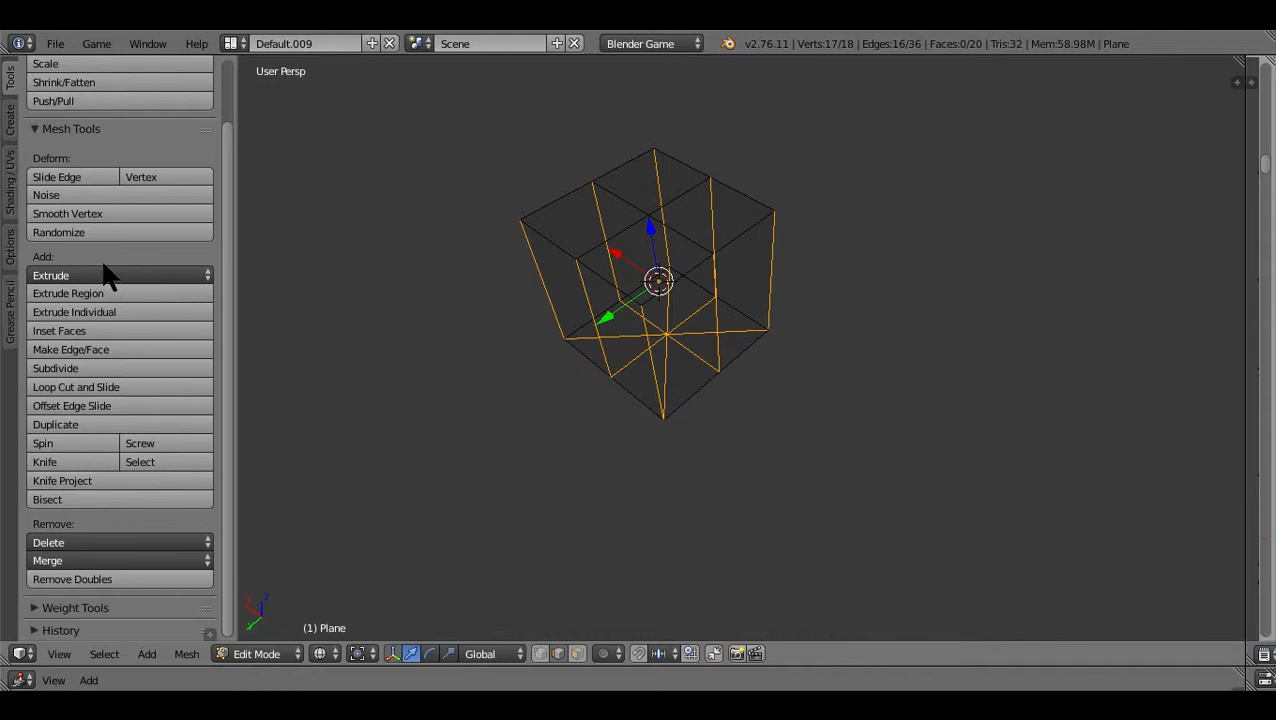 File Game Window Help Default.009 Scene Blender Game v2.76.11 | Verts:17/18 | Edges:16/36 | Faces:0/20 | Tris:32 | Mem:58.98M | Plane
Tools
Create
Shading / UVs
Options
Grease Pencil
Scale
Shrink/Fatten
Push/Pull
Mesh Tools
Deform:
Slide Edge Vertex
Noise
Smooth Vertex
Randomize
Add:
Extrude
Extrude Region
Extrude Individual
Inset Faces
Make Edge/Face
Subdivide
Loop Cut and Slide
Offset Edge Slide
Duplicate
Spin Screw
Knife Select
Knife Project
Bisect
Remove:
Delete
Merge
Remove Doubles
Weight Tools
History
User Persp
(1) Plane
View Select Add Mesh Edit Mode Global
View Add